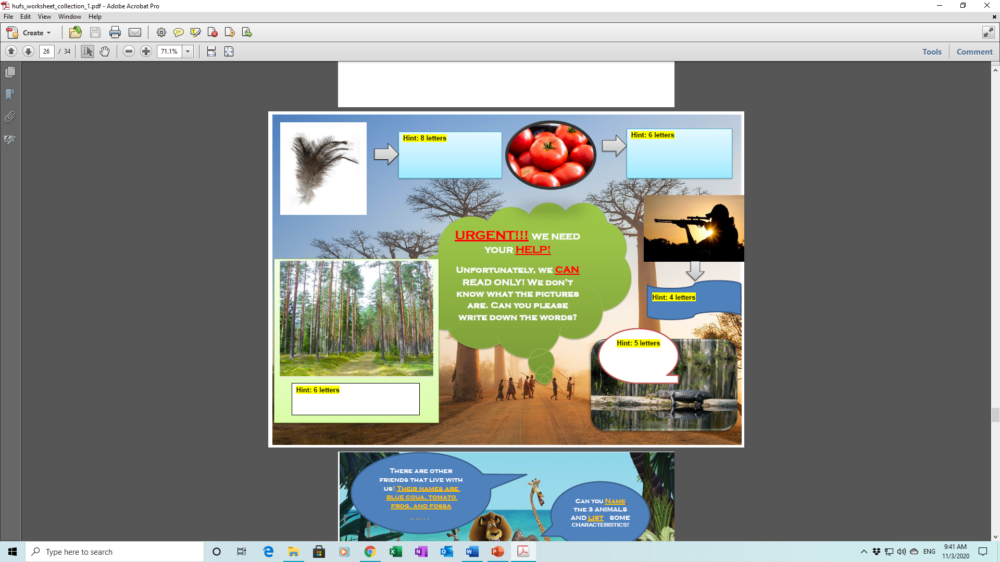 hufs_worksheet_collection_1.pdf - Adobe Acrobat Pro
File Edit View Window Help
Create
26 / 34 71.1% Tools Comment
Hint: 8 letters
Hint: 6 letters
URGENT!!! WE NEED
YOUR HELP!
UNFORTUNATELY, WE CAN
READ ONLY! WE DON'T
KNOW WHAT THE PICTURES
ARE. CAN YOU PLEASE
WRITE DOWN THE WORDS?
Hint: 4 letters
Hint: 5 letters
Hint: 6 letters
THERE ARE OTHER
FRIENDS THAT LIVE WITH
US! THEIR NAMES ARE
BLUE COUA, TOMATO
FROG, AND FOSSA
_ _ _ _ _
CAN YOU NAME
THE 3 ANIMALS
AND LIST SOME
CHARACTERISTICS?
Type here to search
ENG
9:41 AM
11/3/2020